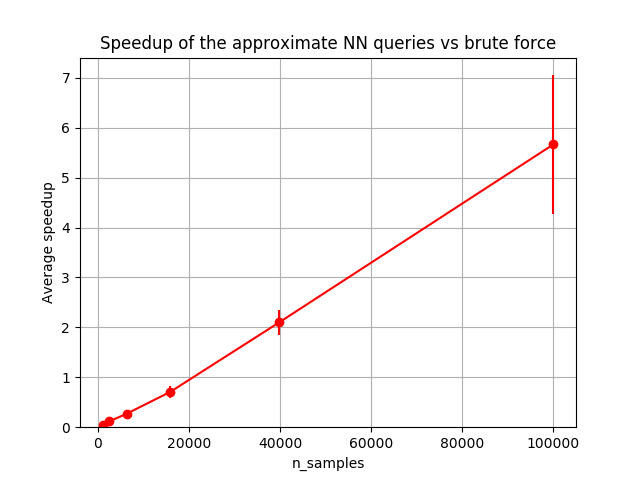 Speedup of the approximate NN queries vs brute force
7
6
5
4
3
2
1
0
Average speedup
0 20000 40000 60000 80000 100000
n_samples